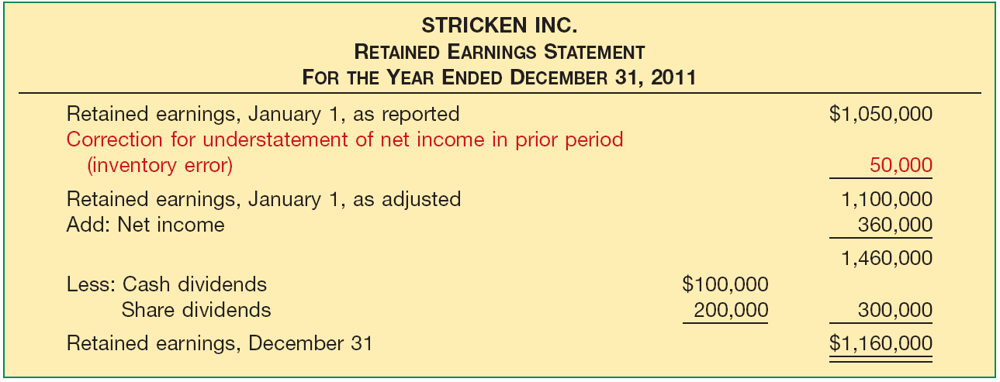 STRICKEN INC.
RETAINED EARNINGS STATEMENT
FOR THE YEAR ENDED DECEMBER 31, 2011
Retained earnings, January 1, as reported $1,050,000
Correction for understatement of net income in prior period
(inventory error) 50,000
Retained earnings, January 1, as adjusted 1,100,000
Add: Net income 360,000
1,460,000
Less: Cash dividends $100,000
Share dividends 200,000 300,000
Retained earnings, December 31 $1,160,000